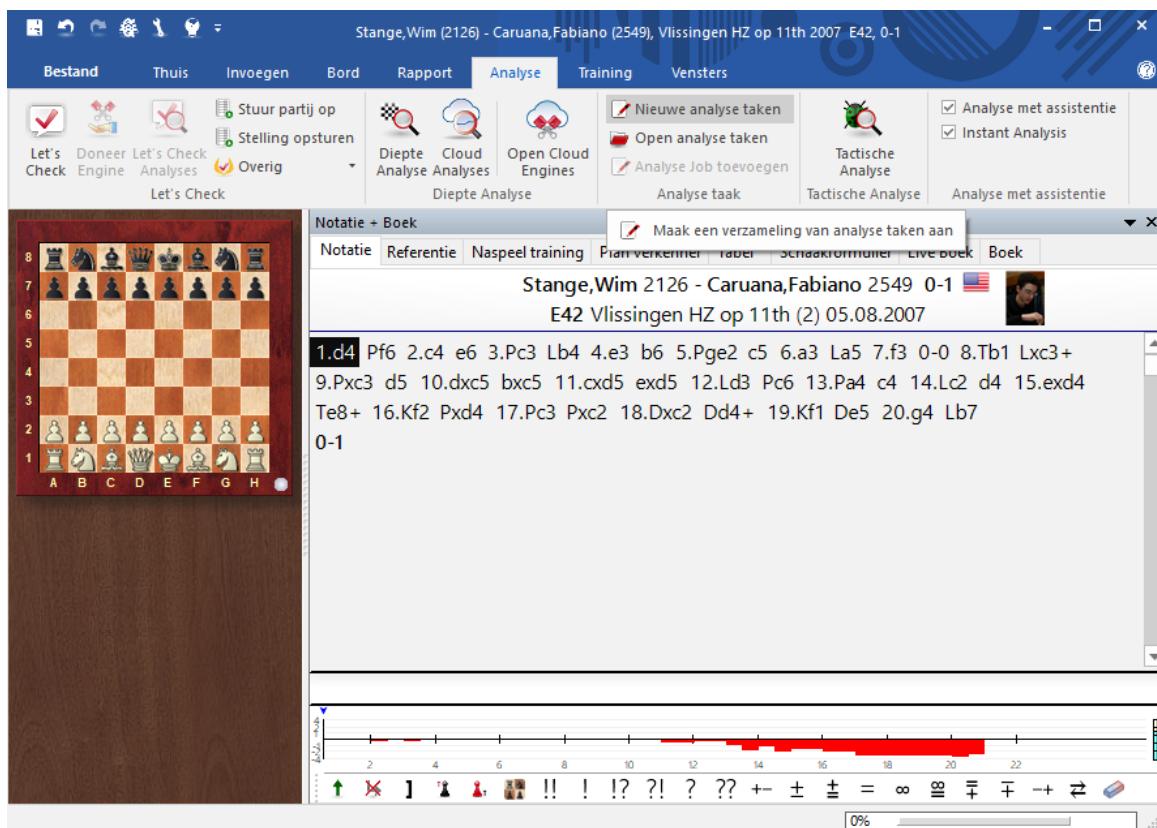 Stange,Wim (2126) - Caruana,Fabiano (2549), Vlissingen HZ op 11th 2007 E42, 0-1
Bestand Thuis Invoegen Bord Rapport Analyse Training Vensters
Let's Check
Doneer Engine
Let's Check Analyses
Stuur partij op
Stelling opsturen
Overig
Let's Check
Diepte Analyse
Cloud Analyses
Open Cloud Engines
Diepte Analyse
Nieuwe analyse taken
Open analyse taken
Analyse Job toevoegen
Analyse taak
Tactische Analyse
Tactische Analyse
Analyse met assistentie
Instant Analysis
Analyse met assistentie
Maak een verzameling van analyse taken aan
Notatie + Boek
Notatie Referentie Naspeel training Plan verkenner Tabel Schaakformulier Live Boek Boek
Stange,Wim 2126 - Caruana,Fabiano 2549 0-1
E42 Vlissingen HZ op 11th (2) 05.08.2007
1.d4 Pf6 2.c4 e6 3.Pc3 Lb4 4.e3 b6 5.Pge2 c5 6.a3 La5 7.f3 0-0 8.Tb1 Lxc3+
9.Pxc3 d5 10.dxc5 bxc5 11.cxd5 exd5 12.Ld3 Pc6 13.Pa4 c4 14.Lc2 d4 15.exd4
Te8+ 16.Kf2 Pxd4 17.Pc3 Pxc2 18.Dxc2 Dd4+ 19.Kf1 De5 20.g4 Lb7
0-1
8
7
6
5
4
3
2
1
A B C D E F G H
2 4 6 8 10 12 14 16 18 20 22
] !! ! !? ?! ? ?? +− ± ⩲ = ∞ ⩱ ∓ −+ ⇄
0%